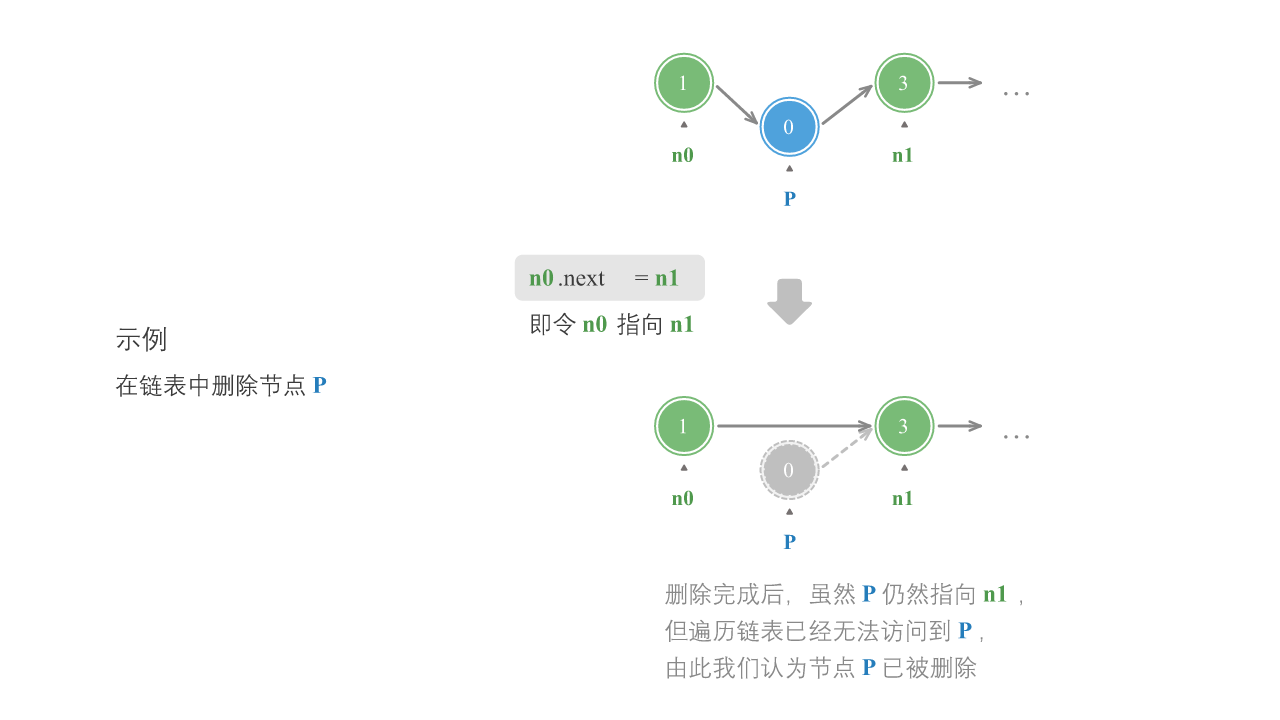 示例
在链表中删除节点 P
1
0
3
...
n0
P
n1
n0.next = n1
即令 n0 指向 n1
1
0
3
...
n0
P
n1
删除完成后，虽然 P 仍然指向 n1，
但遍历链表已经无法访问到 P，
由此我们认为节点 P 已被删除